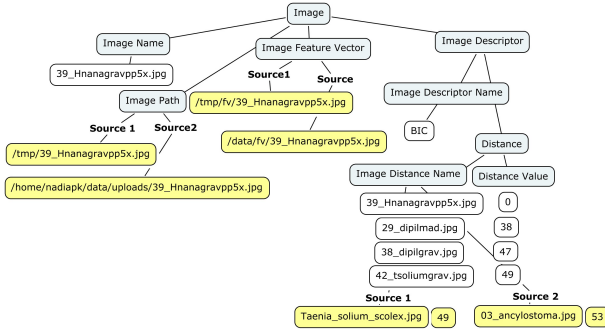 Image
Image Name
Image Feature Vector
Image Descriptor
39_Hnanagravpp5x.jpg
Source1
Source
Image Path
/tmp/fv/39_Hnanagravpp5x.jpg
Image Descriptor Name
Source 1
Source2
BIC
/data/fv/39_Hnanagravpp5x.jpg
Distance
/tmp/39_Hnanagravpp5x.jpg
Image Distance Name
Distance Value
/home/nadiapk/data/uploads/39_Hnanagravpp5x.jpg
39_Hnanagravpp5x.jpg
0
29_dipilmad.jpg
38
38_dipilgrav.jpg
47
42_tsoliumgrav.jpg
49
Source 1
Source 2
Taenia_solium_scolex.jpg
49
03_ancylostoma.jpg
53